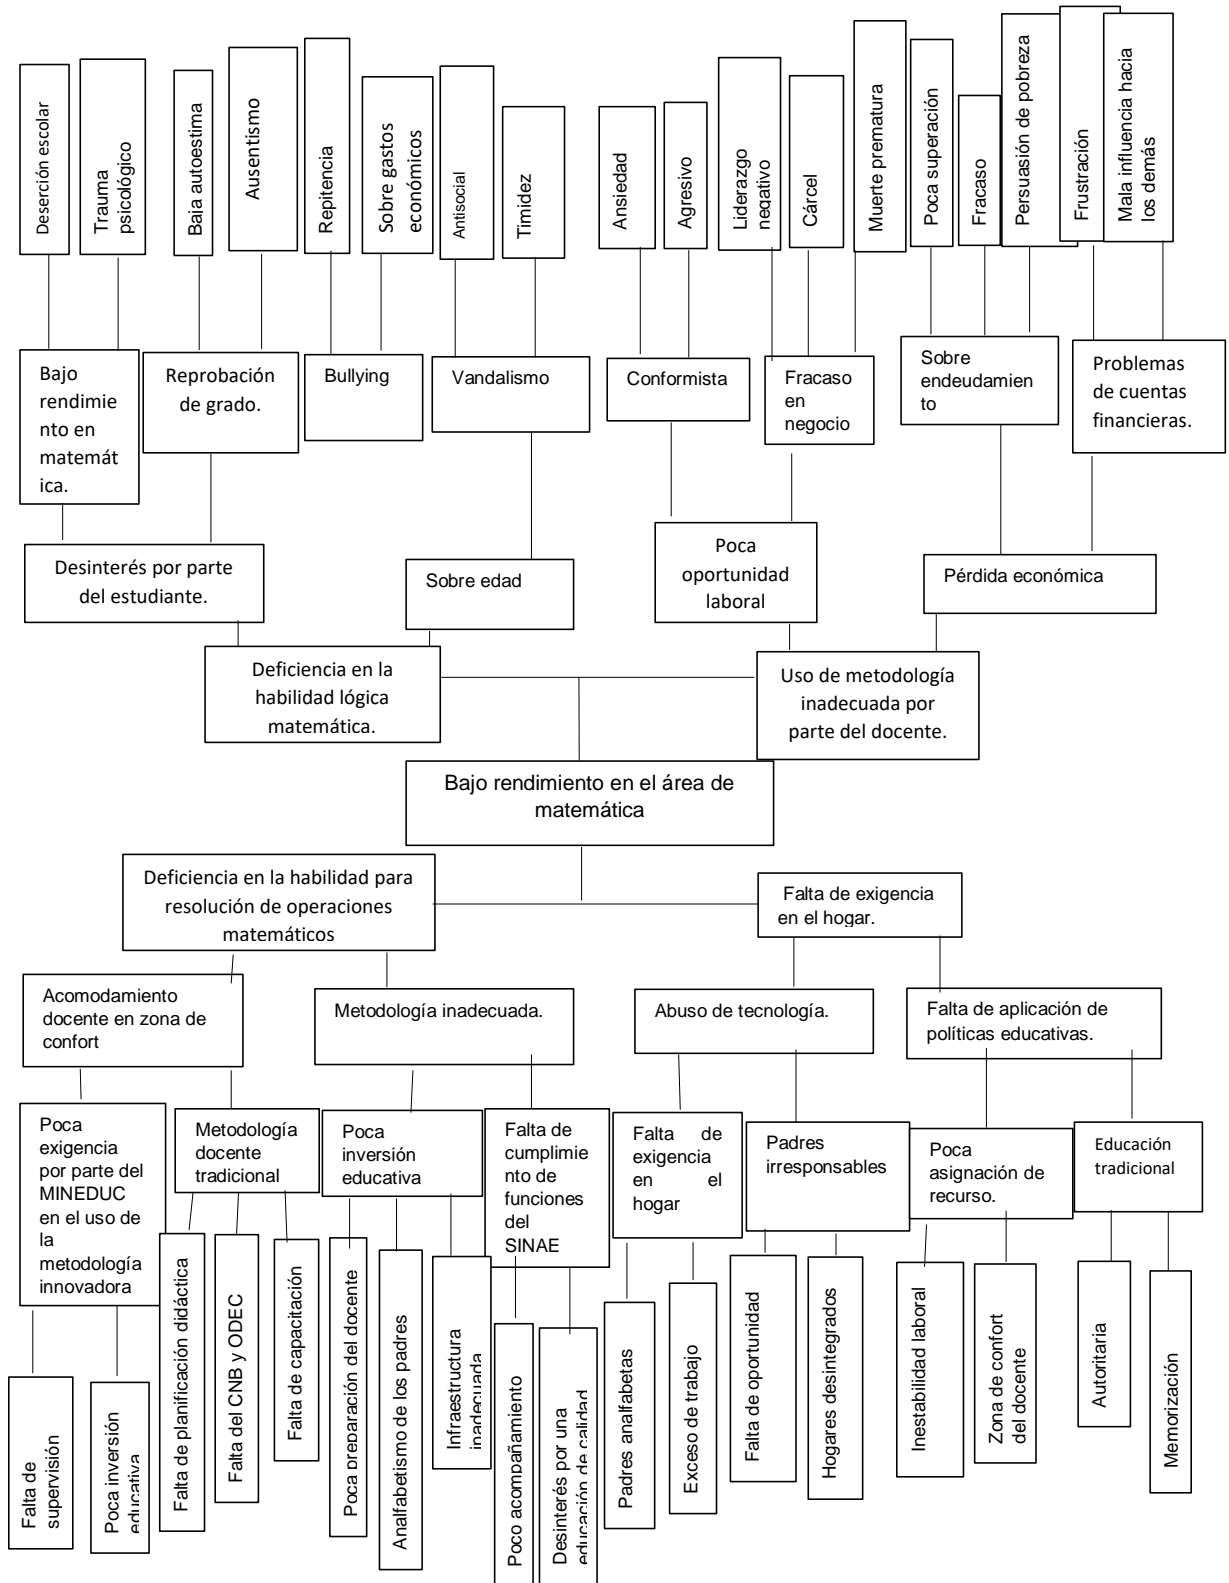 Deserción escolar
Trauma
psicológico
Baja autoestima
Ausentismo
Repitencia
Sobre gastos
económicos
Antisocial
Timidez
Ansiedad
Agresivo
Liderazgo
negativo
Cárcel
Muerte prematura
Poca superación
Fracaso
Persuasión de pobreza
Frustración
Mala influencia hacia
los demás
Bajo
rendimie
nto en
matemát
ica.
Reprobación
de grado.
Bullying
Vandalismo
Conformista
Fracaso
en
negocio
Sobre
endeudamien
to
Problemas
de cuentas
financieras.
Desinterés por parte
del estudiante.
Sobre edad
Poca
oportunidad
laboral
Pérdida económica
Deficiencia en la
habilidad lógica
matemática.
Uso de metodología
inadecuada por
parte del docente.
Bajo rendimiento en el área de
matemática
Deficiencia en la habilidad para
resolución de operaciones
matemáticos
Falta de exigencia
en el hogar.
Acomodamiento
docente en zona de
confort
Metodología inadecuada.
Abuso de tecnología.
Falta de aplicación de
políticas educativas.
Poca
exigencia
por parte del
MINEDUC
en el uso de
la
metodología
innovadora
Metodología
docente
tradicional
Poca
inversión
educativa
Falta de
cumplimie
nto de
funciones
del
SINAE
Falta de
exigencia
en el
hogar
Padres
irresponsables
Poca
asignación de
recurso.
Educación
tradicional
Falta de
supervisión
Poca inversión
educativa
Falta de planificación didáctica
Falta del CNB y ODEC
Falta de capacitación
Poca preparación del docente
Analfabetismo de los padres
Infraestructura
inadecuada
Poco acompañamiento
Desinterés por una
educación de calidad
Padres analfabetas
Exceso de trabajo
Falta de oportunidad
Hogares desintegrados
Inestabilidad laboral
Zona de confort
del docente
Autoritaria
Memorización